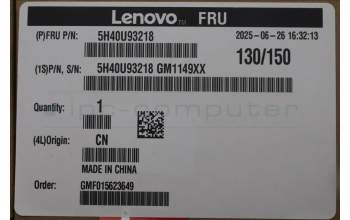 Lenovo FRU
(P)FRU P/N: 5H40U93218 2025-06-26 16:32:13
130/150
(1S)P/N, S/N: 5H40U93218 GM1149XX
Quantity: 1
(4L)Origin: CN
MADE IN CHINA
Order: GMF015623649